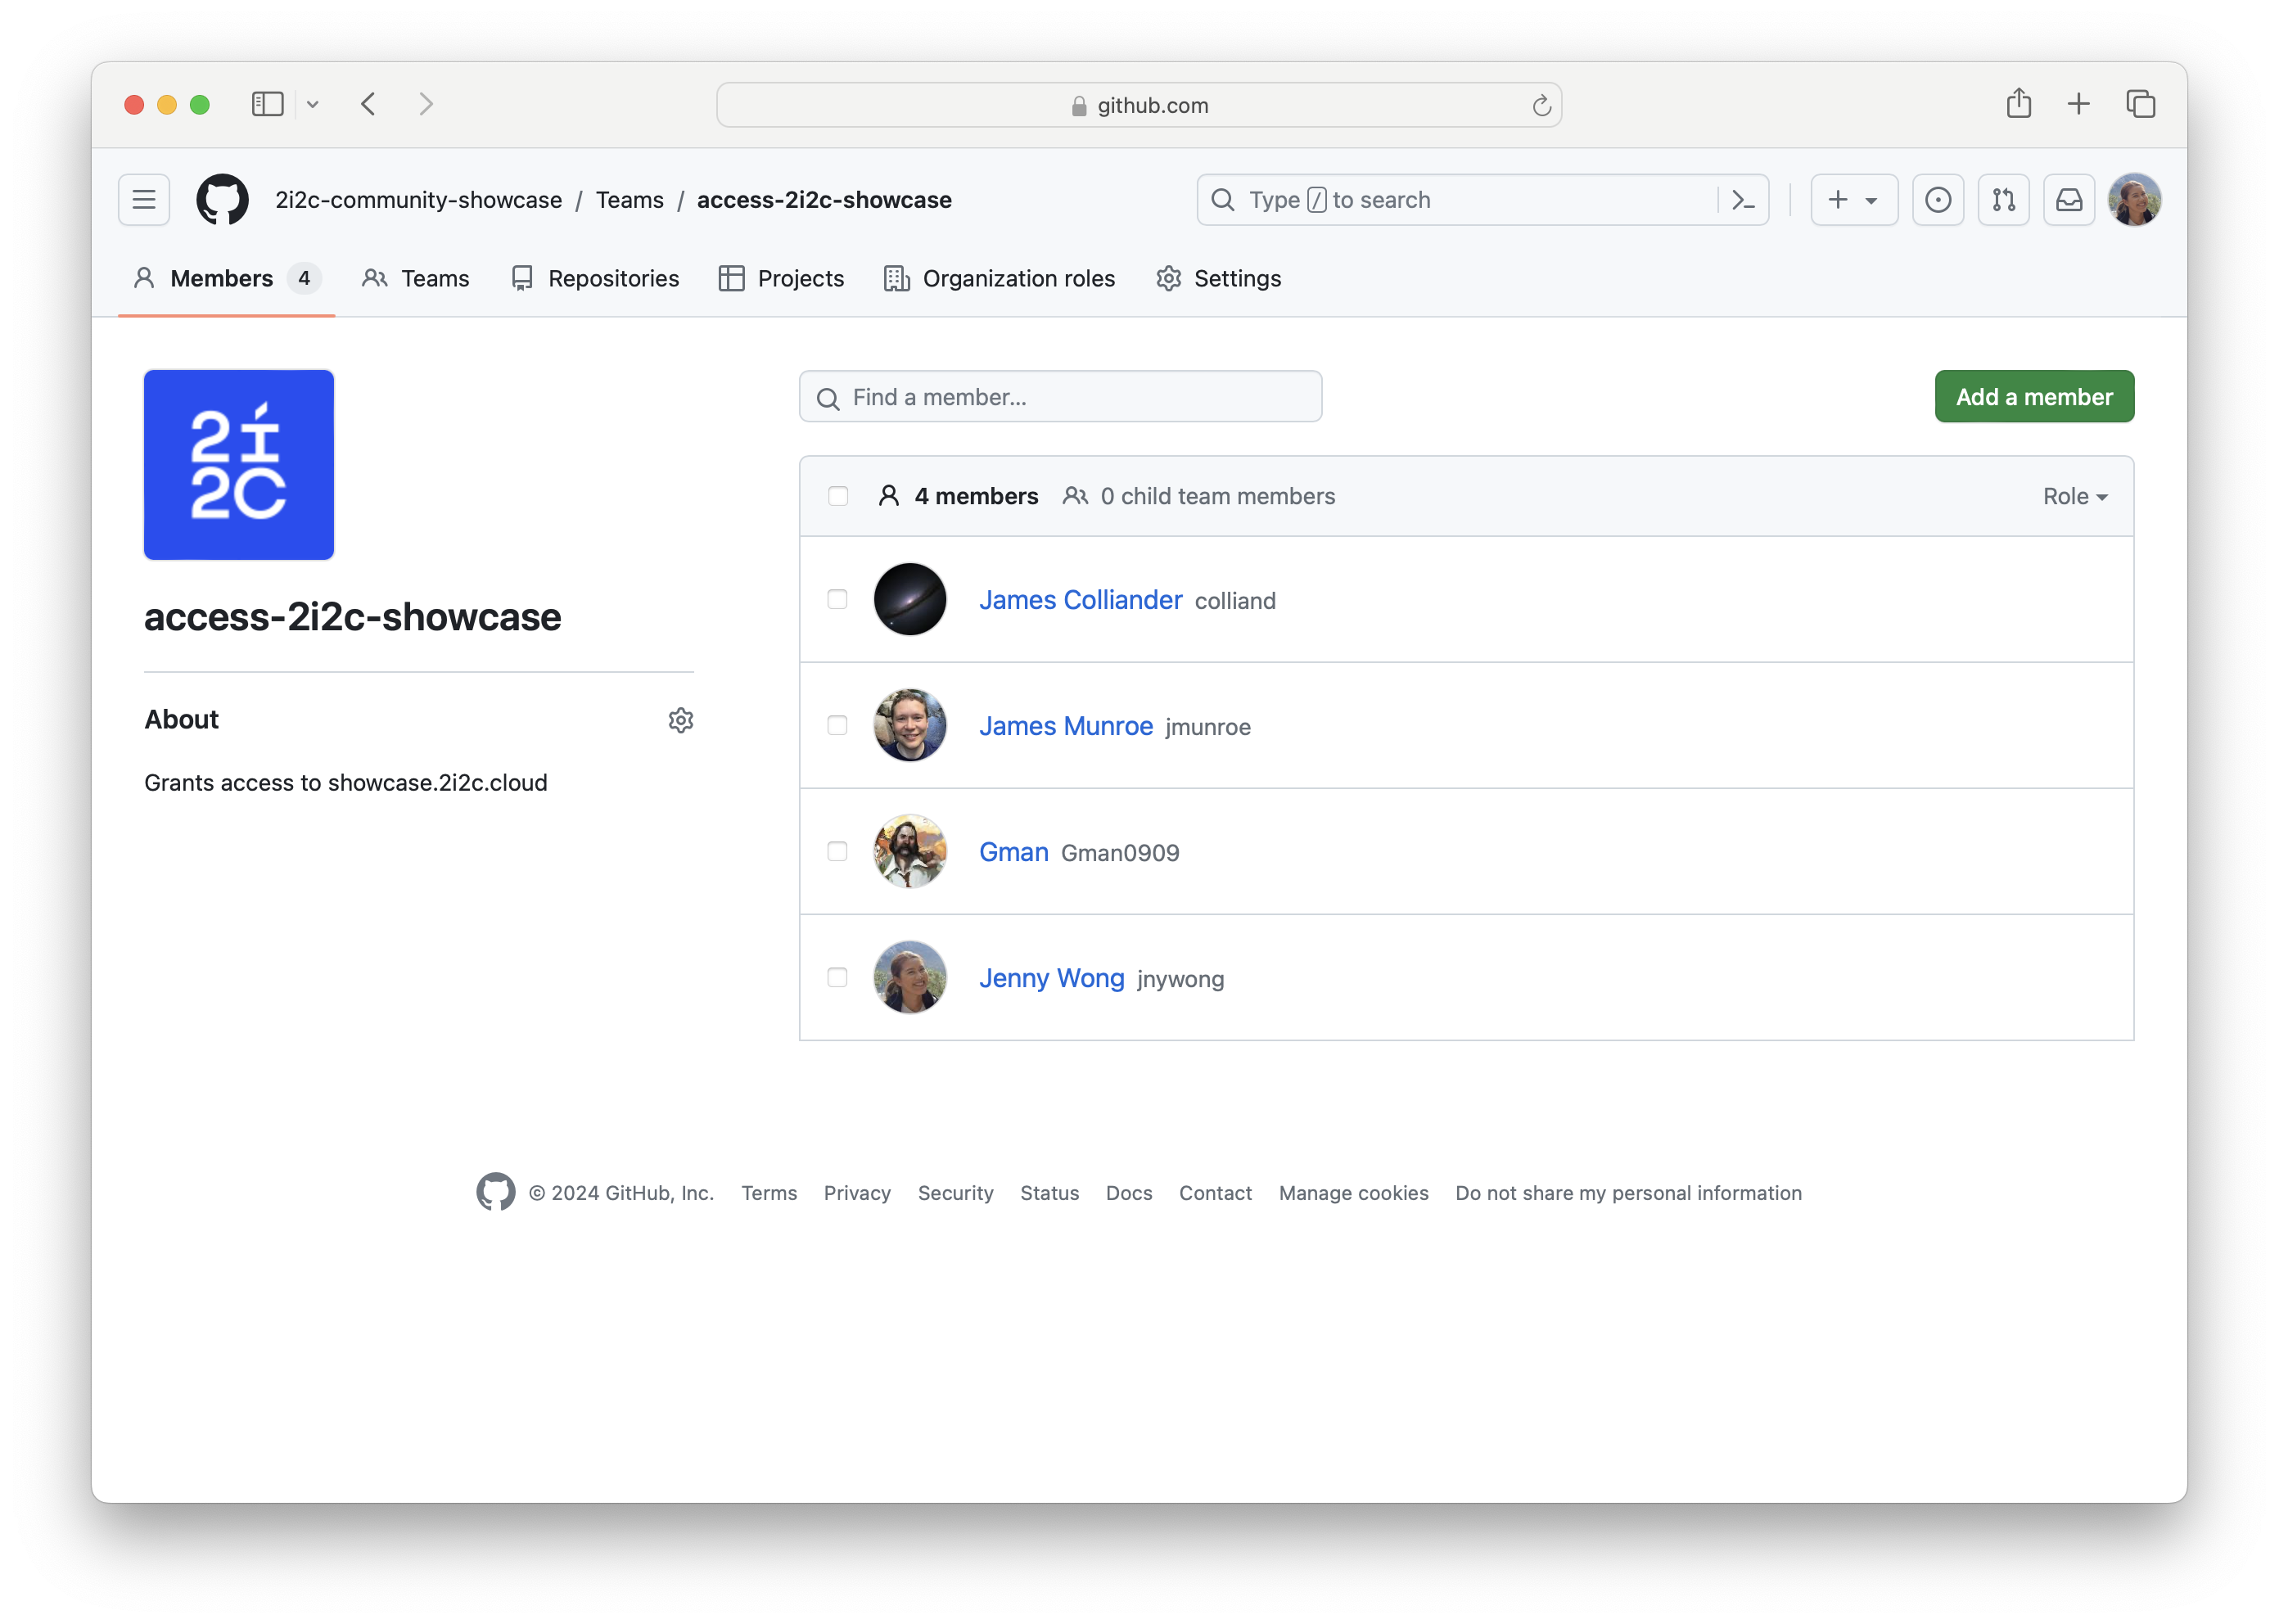 github.com
2i2c-community-showcase / Teams / access-2i2c-showcase
Type / to search
Members 4 Teams Repositories Projects Organization roles Settings
2i
2C
access-2i2c-showcase
About
Grants access to showcase.2i2c.cloud
Find a member...
Add a member
4 members 0 child team members Role
James Colliander colliand
James Munroe jmunroe
Gman Gman0909
Jenny Wong jnywong
© 2024 GitHub, Inc. Terms Privacy Security Status Docs Contact Manage cookies Do not share my personal information